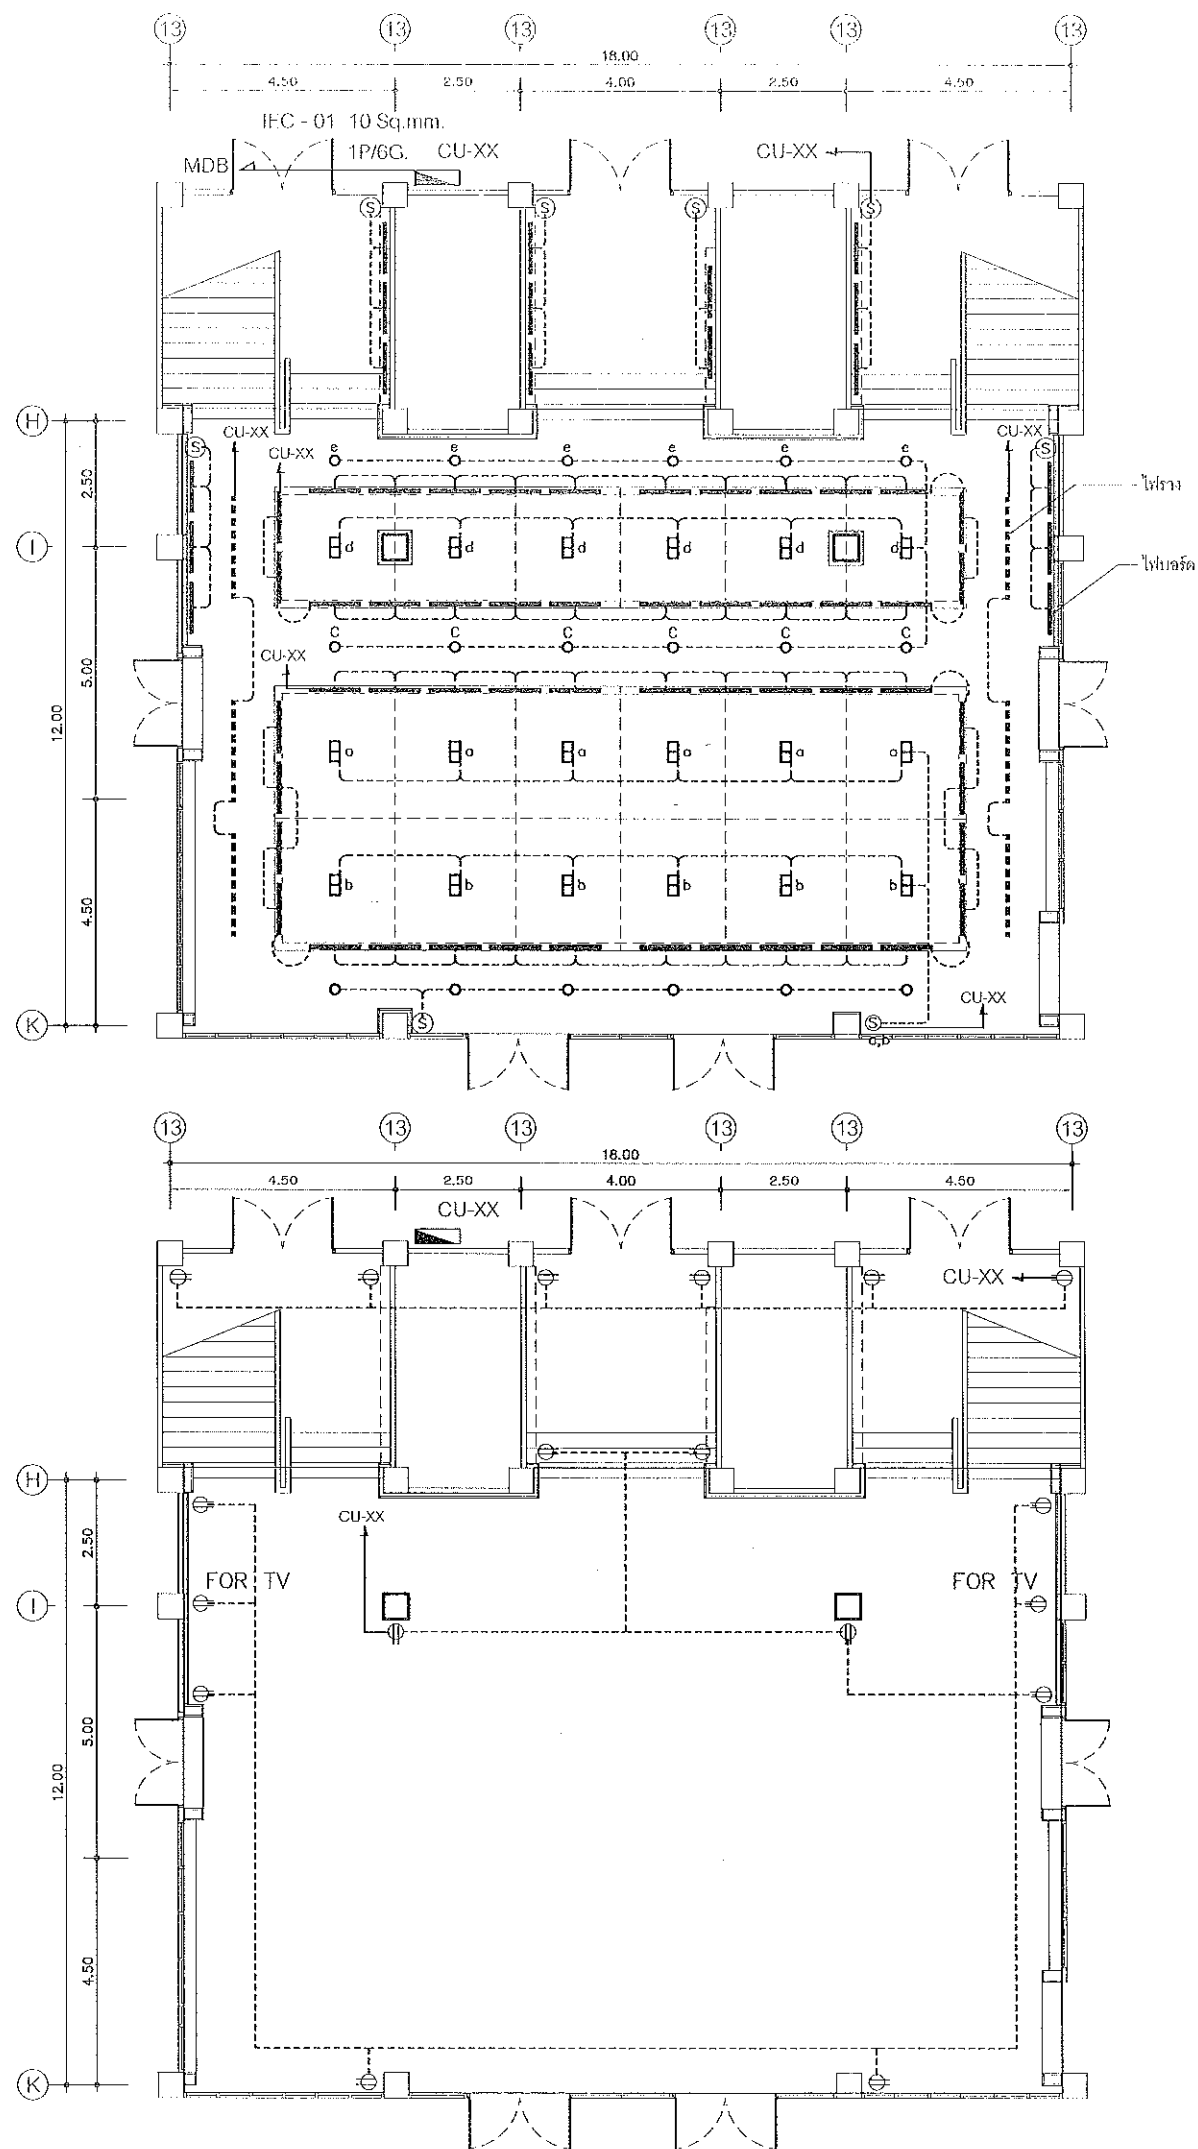 13 13 13 13 13 13
18.00
4.50 2.50 4.00 2.50 4.50
IEC - 01 10 Sq.mm.
1P/6G. CU-XX CU-XX
MDB
S S S S
H
CU-XX CU-XX
S S
CU-XX
e e e e e e
2.50
ไฟราง
I
d d d d d d
ไฟบอร์ด
c c c c c c
CU-XX
5.00
12.00
a a a a a a
4.50
b b b b b b
CU-XX
K
S S
a,b
13 13 13 13 13 13
18.00
4.50 2.50 4.00 2.50 4.50
CU-XX
CU-XX
H
CU-XX
2.50
FOR TV FOR TV
I
5.00
12.00
4.50
K